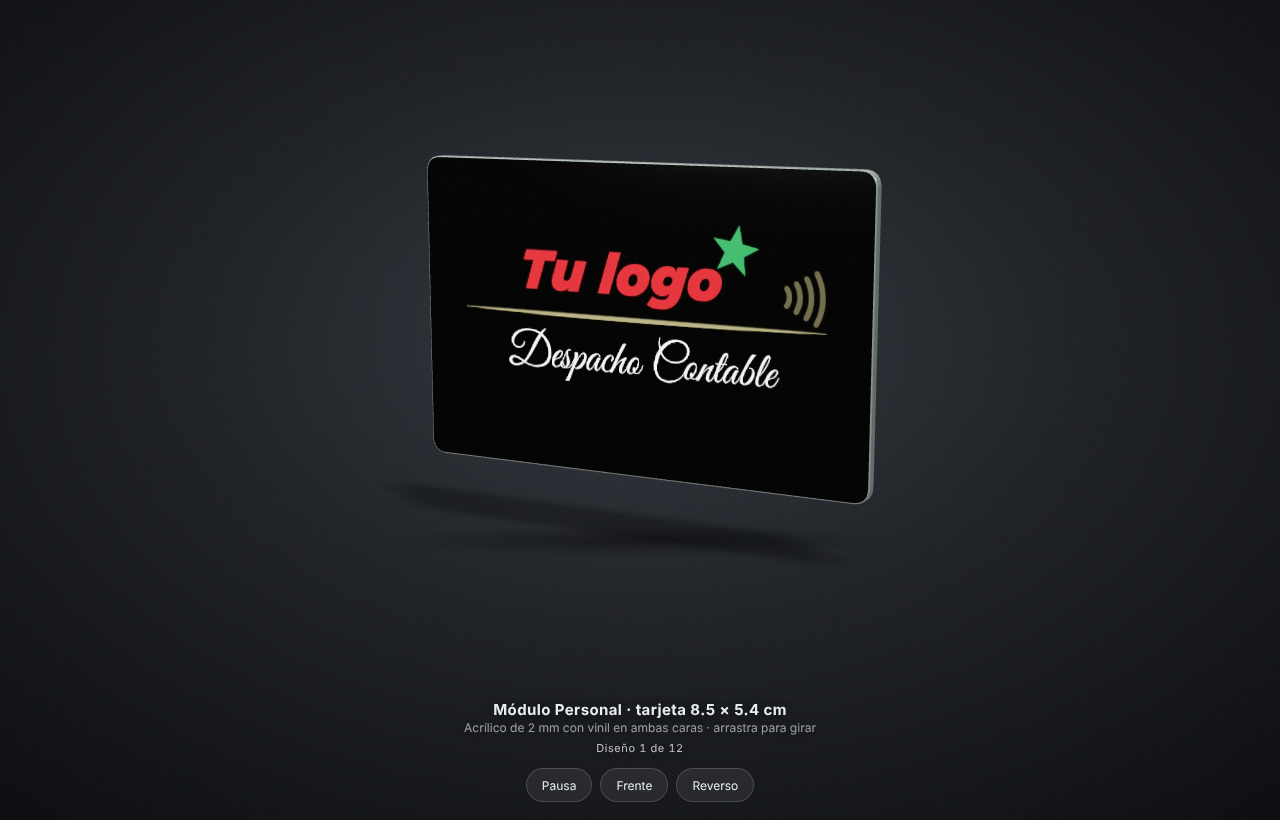 Tu logo
Despacho Contable
Módulo Personal · tarjeta 8.5 × 5.4 cm
Acrílico de 2 mm con vinil en ambas caras · arrastra para girar
Diseño 1 de 12
Pausa Frente Reverso